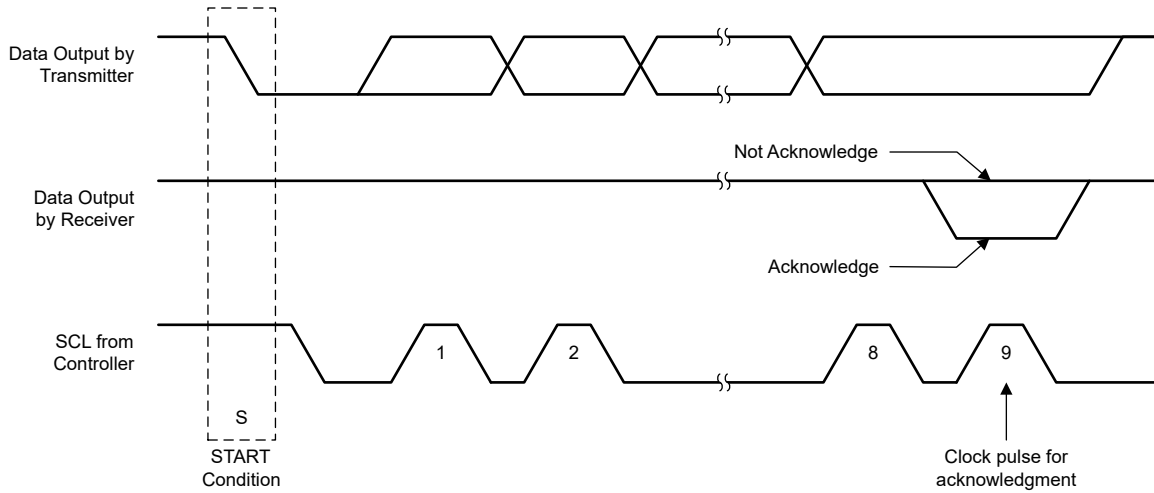 Data Output by
Transmitter
Not Acknowledge
Data Output
by Receiver
Acknowledge
SCL from
Controller
1
2
8
9
S
START
Condition
Clock pulse for
acknowledgment